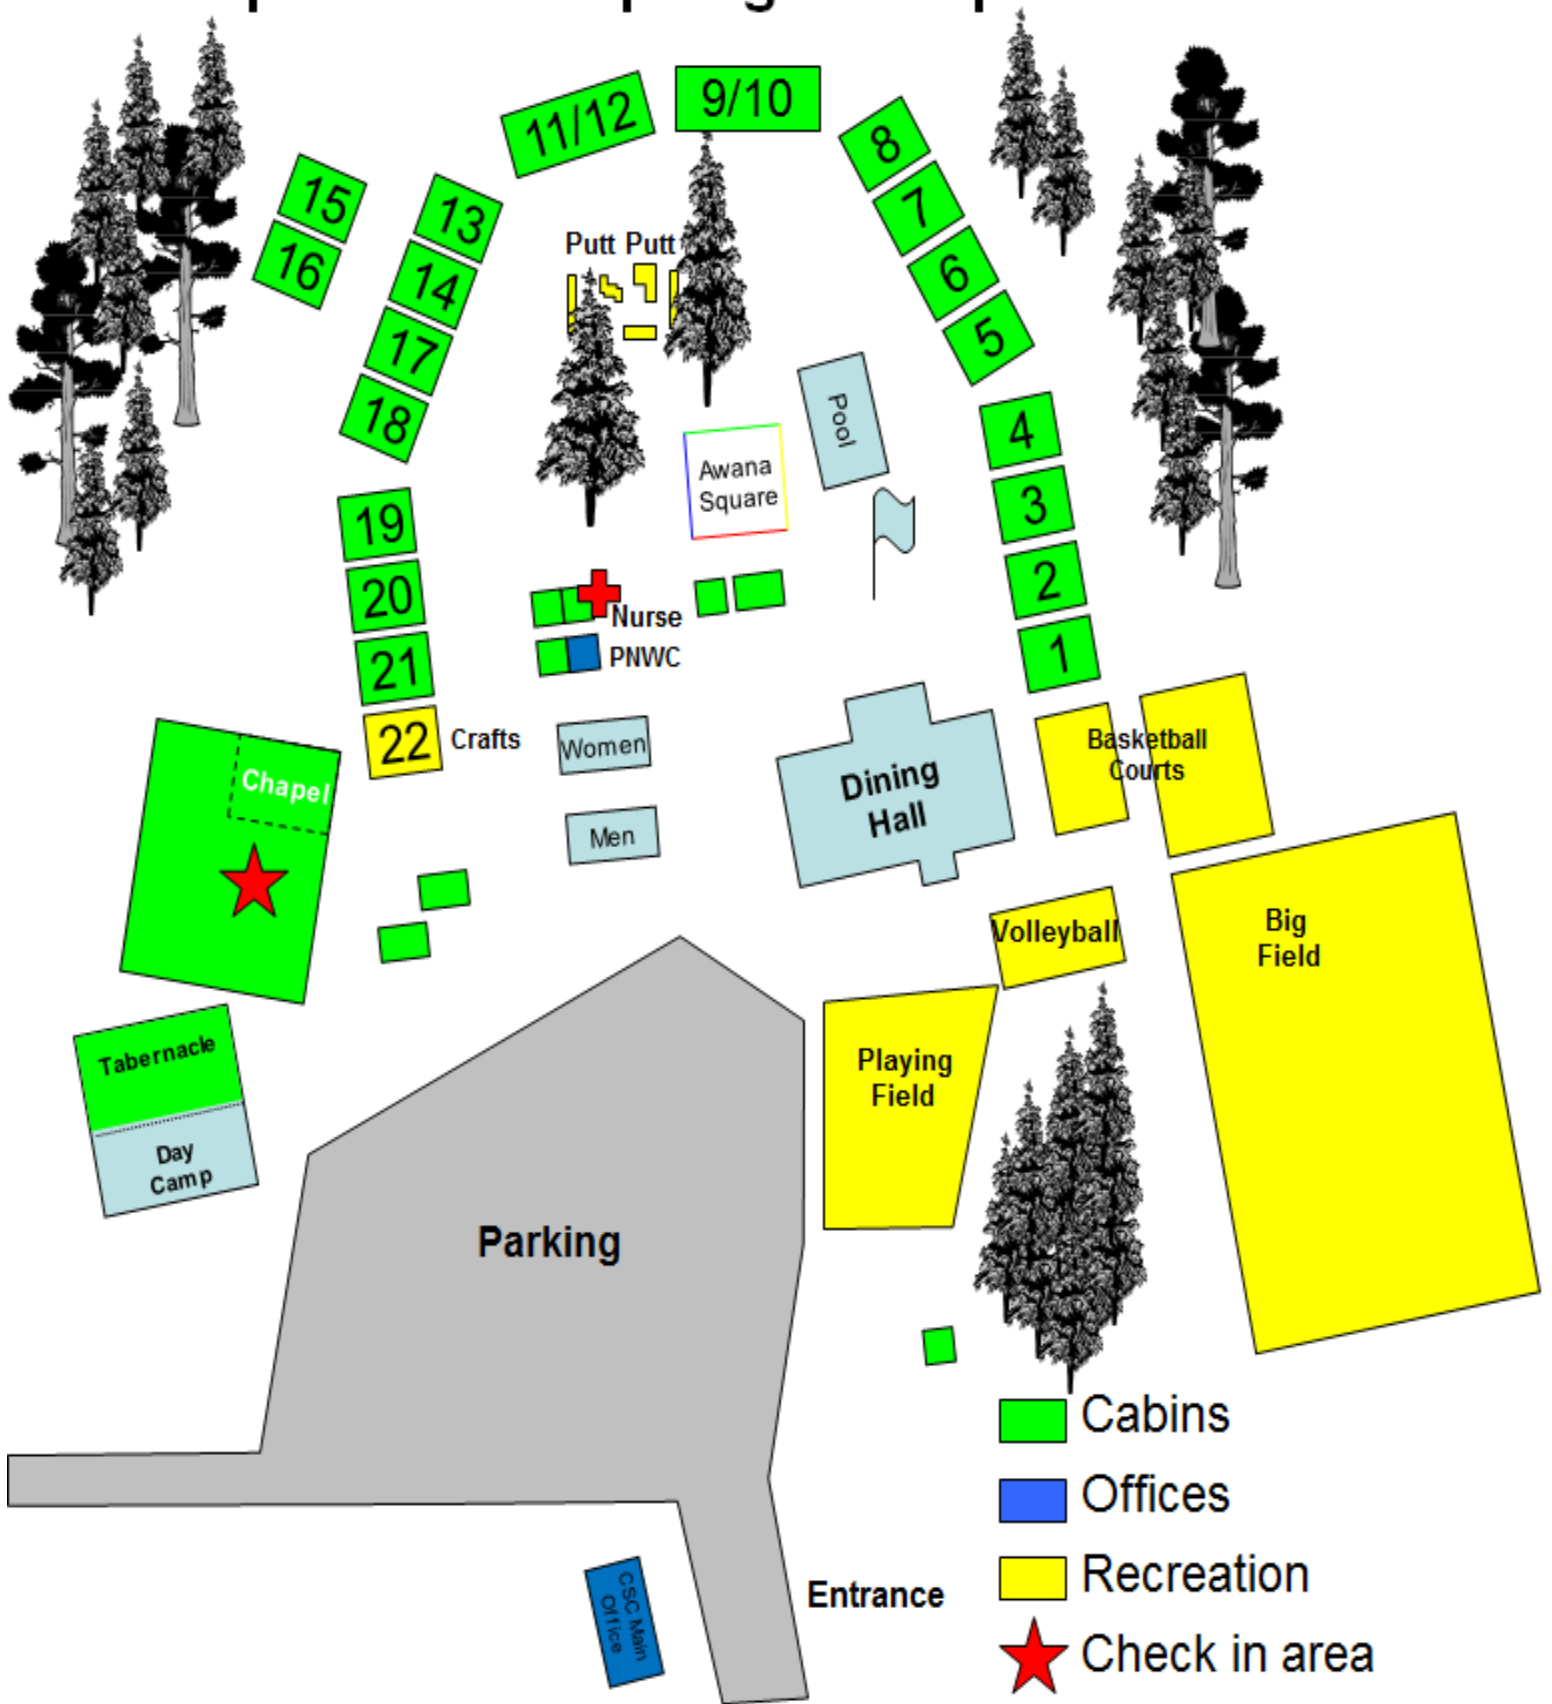 9/10
11/12
8
15
13
7
16
Putt Putt
14
6
17
5
18
Pool
4
Awana
Square
19
3
20
2
Nurse
21
PNWC
1
22
Crafts
Women
Basketball
Courts
Chapel
Dining
Hall
Men
Volleyball
Big
Field
Tabernacle
Playing
Field
Day
Camp
Parking
Cabins
Offices
Recreation
CSC Main
Office
Entrance
Check in area